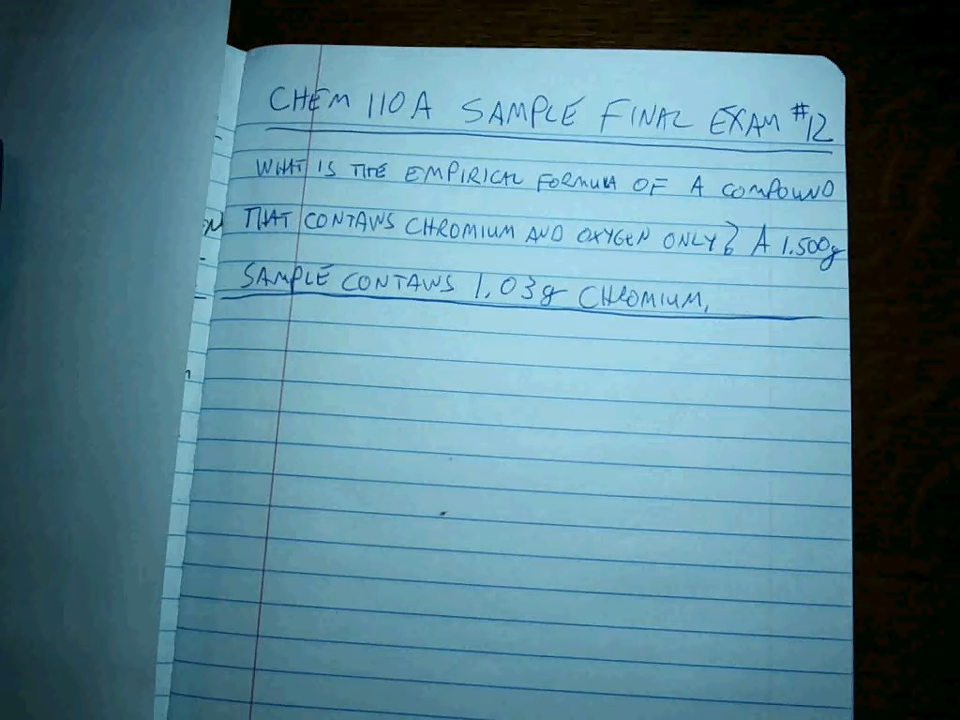 CHEM 110A SAMPLE FINAL EXAM #12
WHAT IS THE EMPIRICAL FORMULA OF A COMPOUND
THAT CONTAINS CHROMIUM AND OXYGEN ONLY? A 1.500g
SAMPLE CONTAINS 1.03g CHROMIUM.